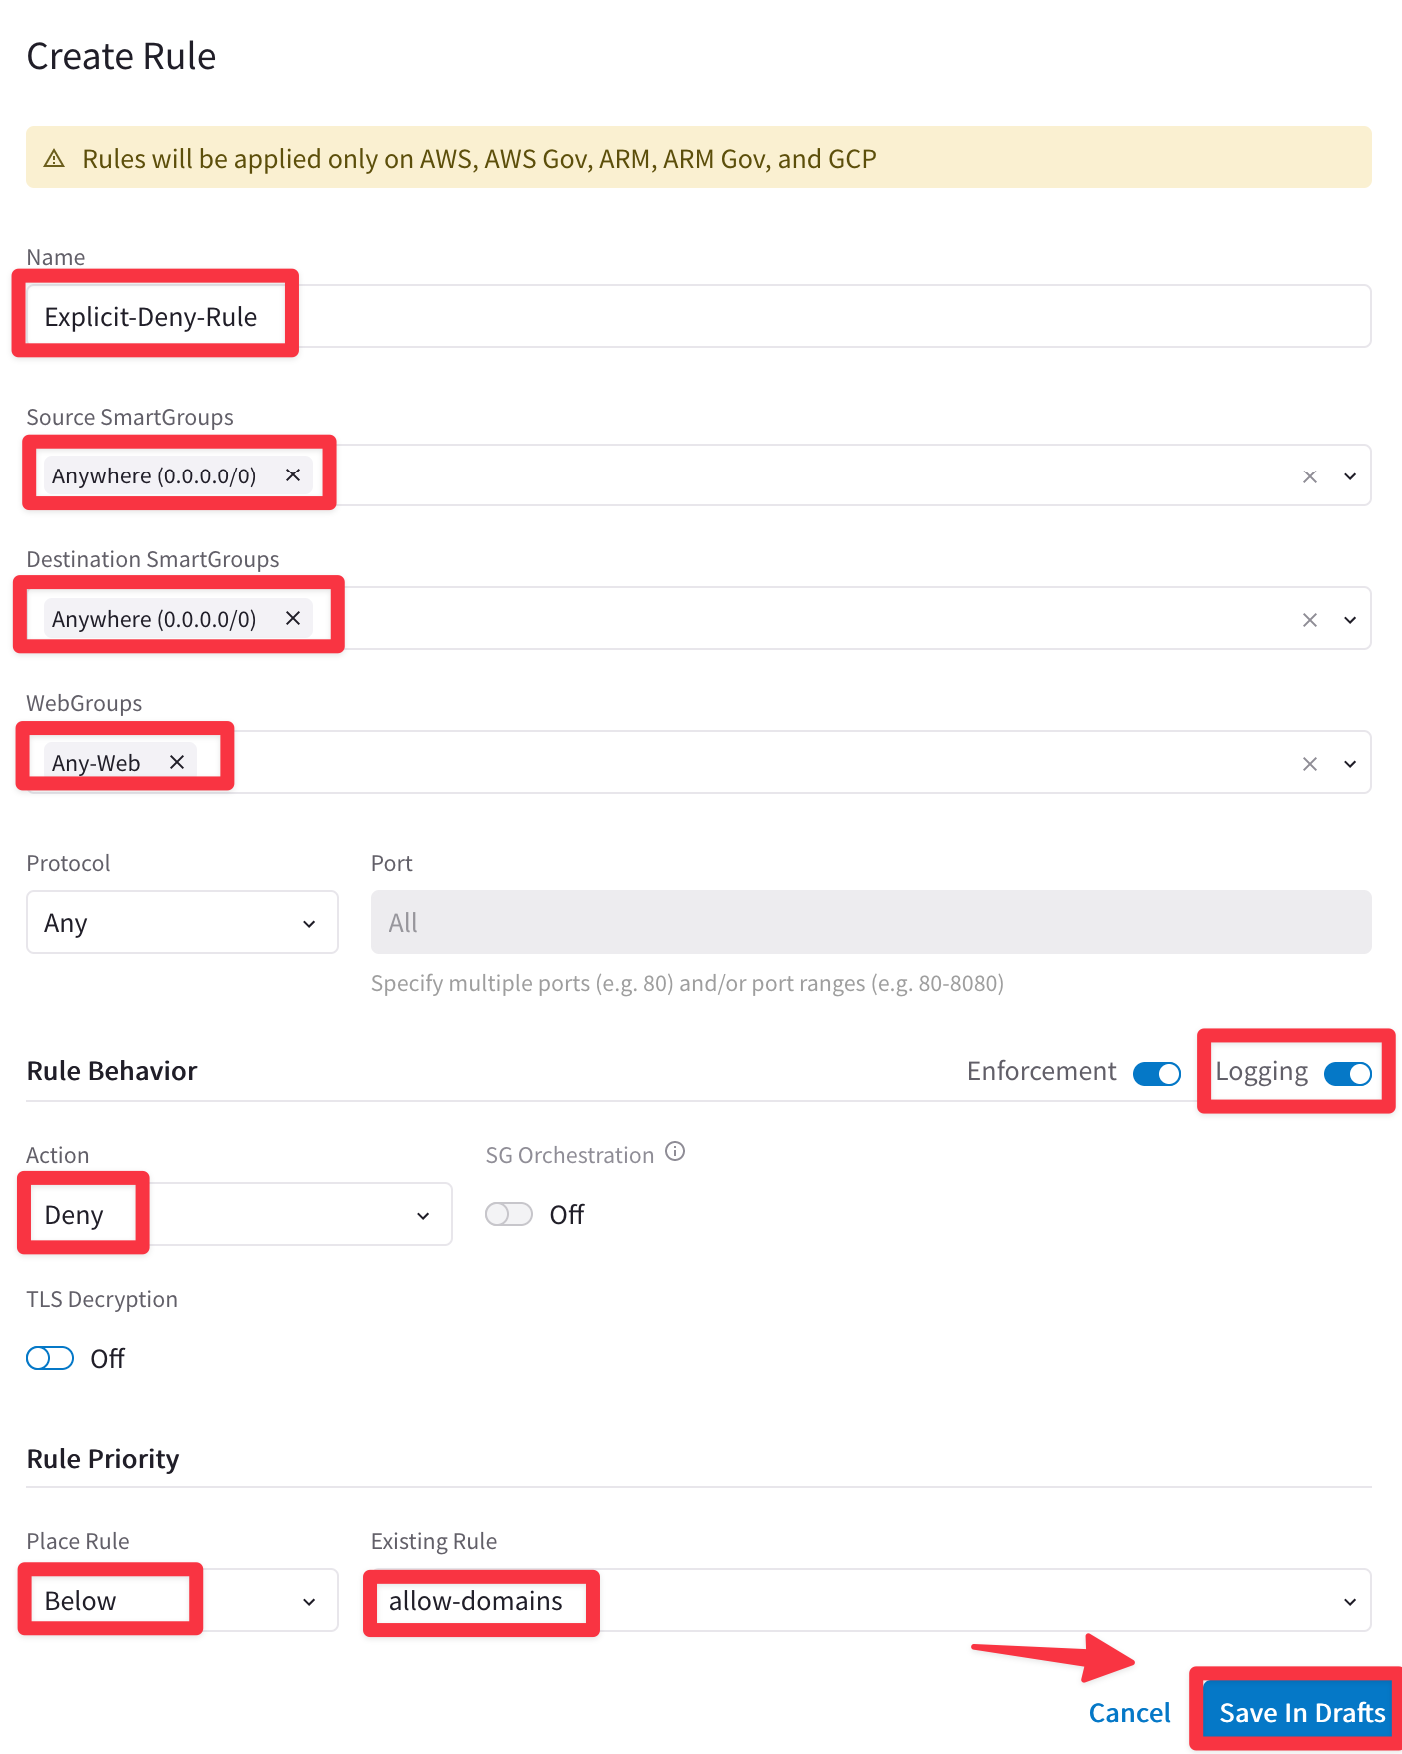 Create Rule
Rules will be applied only on AWS, AWS Gov, ARM, ARM Gov, and GCP
Name
Explicit-Deny-Rule
Source SmartGroups
Anywhere (0.0.0.0/0)
Destination SmartGroups
Anywhere (0.0.0.0/0)
WebGroups
Any-Web
Protocol Port
Any All
Specify multiple ports (e.g. 80) and/or port ranges (e.g. 80-8080)
Rule Behavior Enforcement Logging
Action SG Orchestration
Deny Off
TLS Decryption
Off
Rule Priority
Place Rule Existing Rule
Below allow-domains
Cancel Save In Drafts